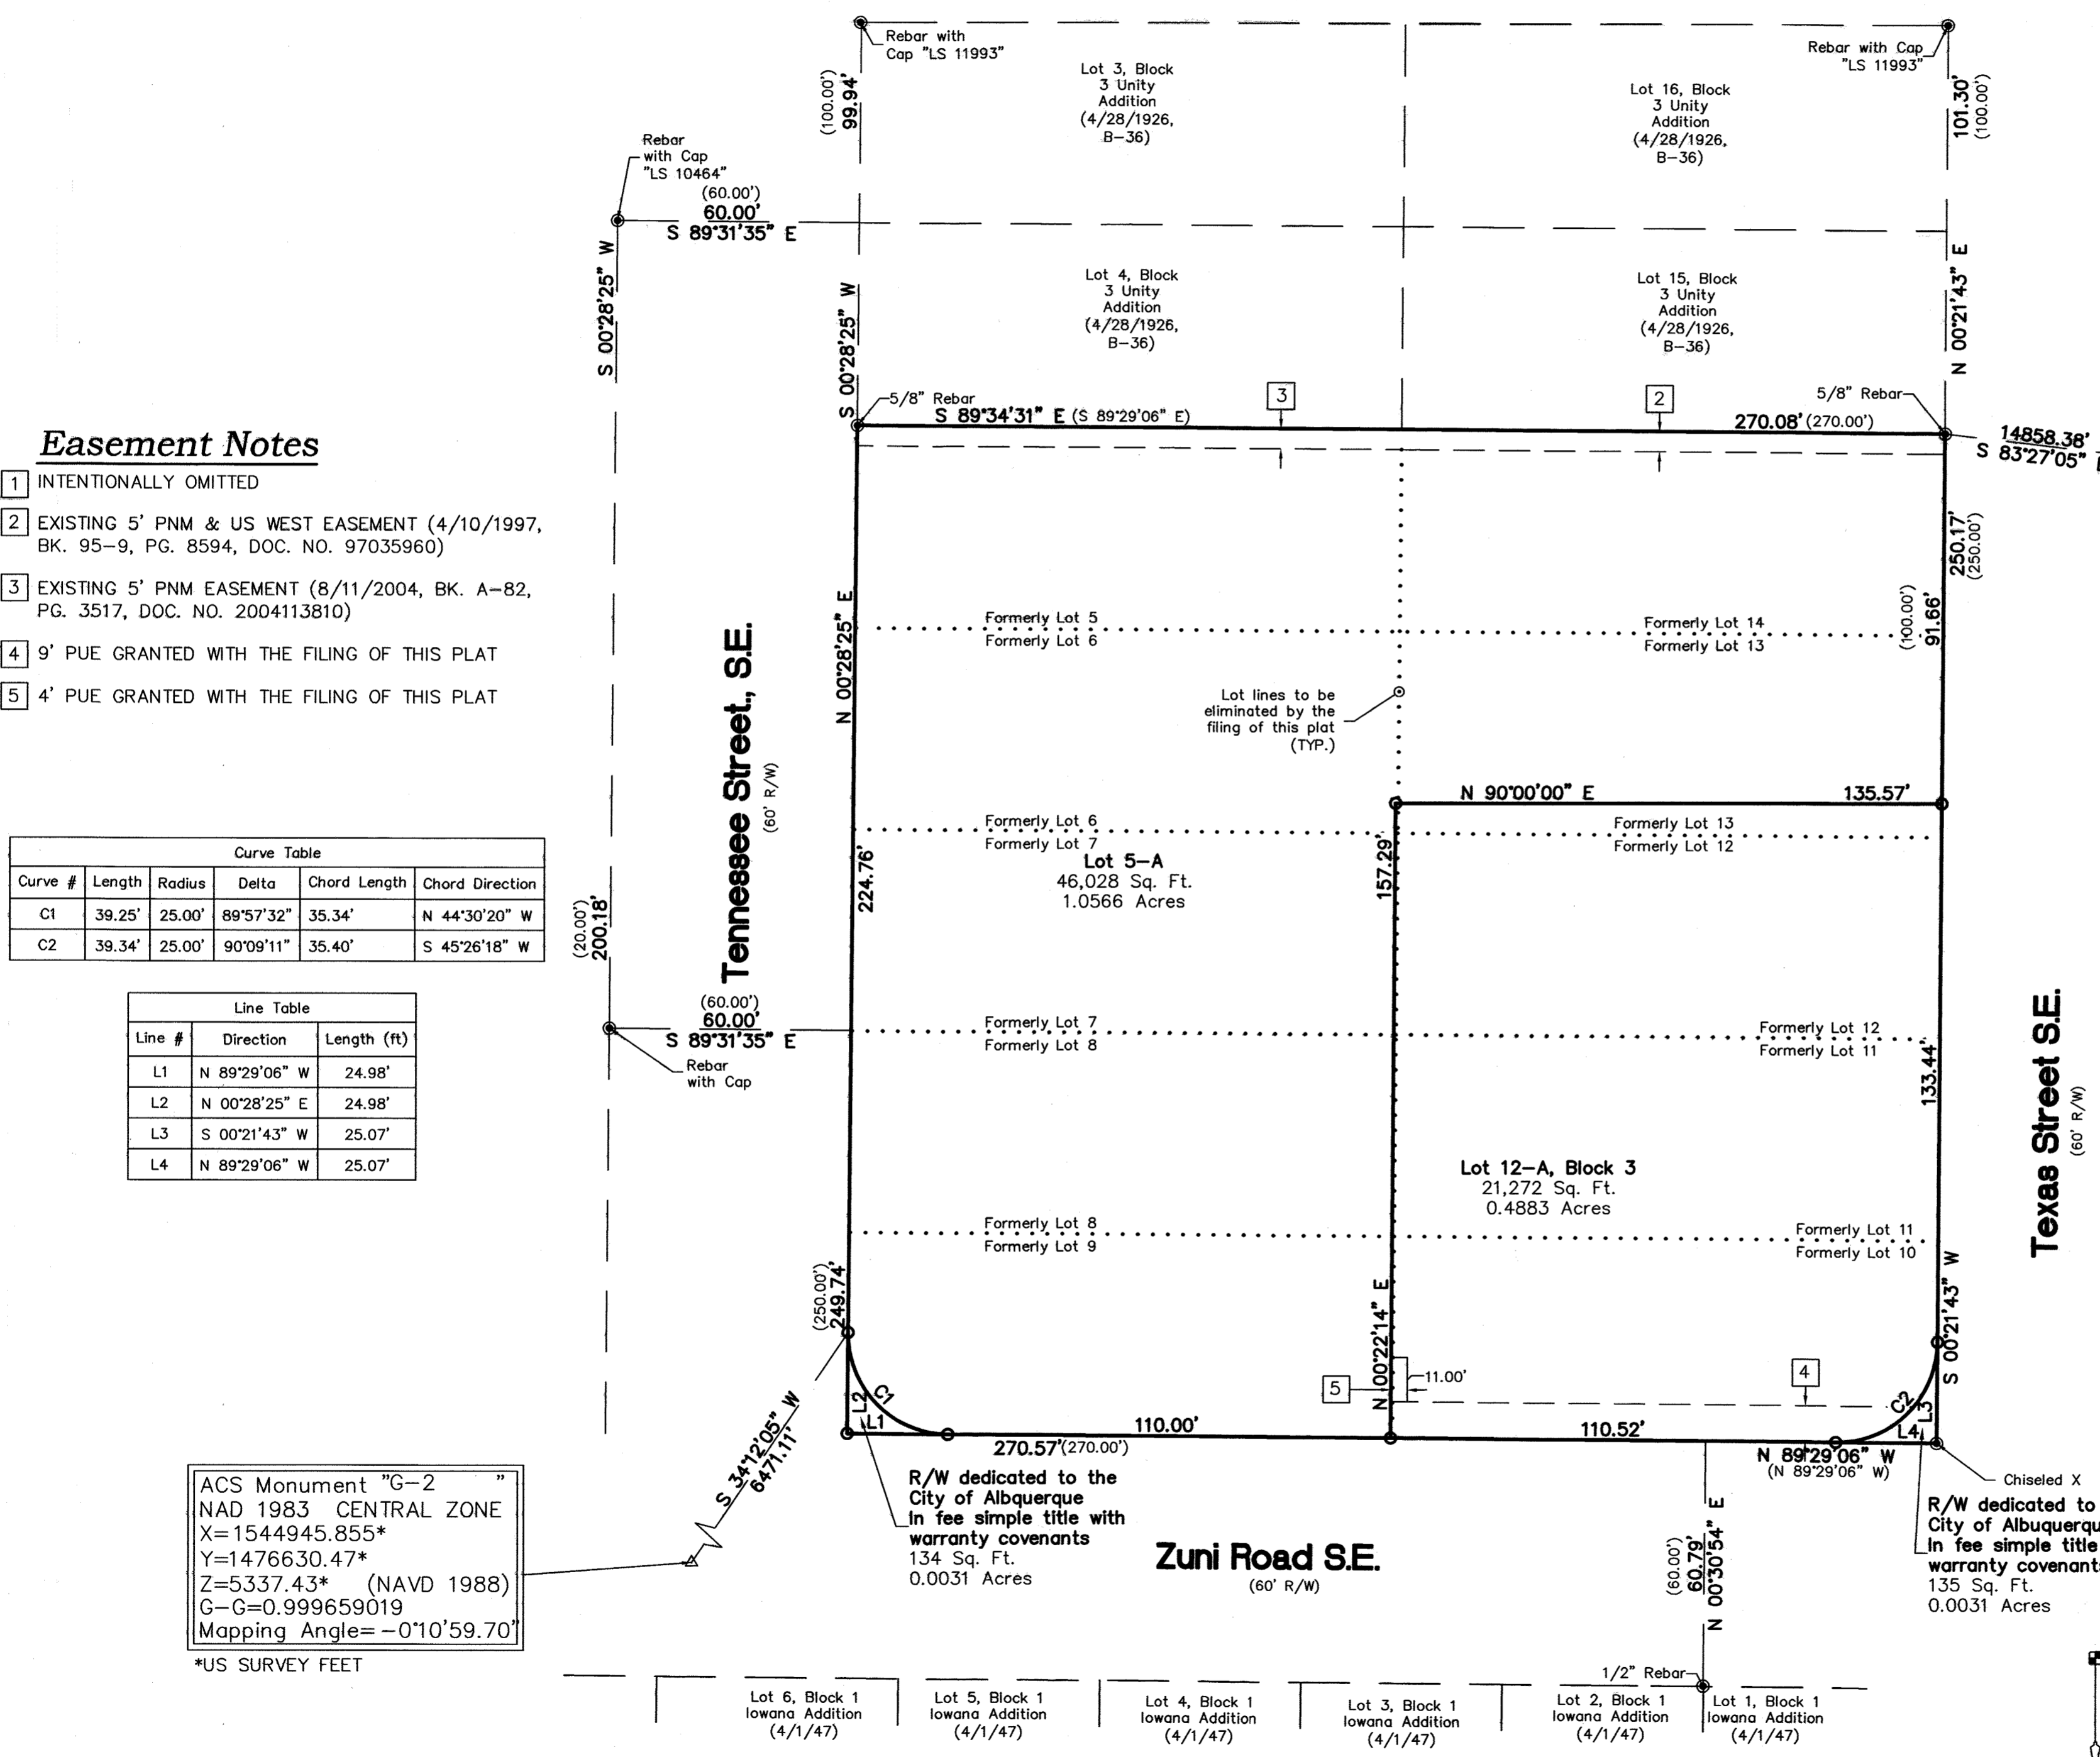 Rebar with
Cap "LS 11993"
Rebar with Cap
"LS 11993"
(100.00')
99.94'
101.30'
(100.00')
Lot 3, Block
3 Unity
Addition
(4/28/1926,
B-36)
Lot 16, Block
3 Unity
Addition
(4/28/1926,
B-36)
Rebar
with Cap
"LS 10464"
(60.00')
60.00'
S 89°31'35" E
S 00°28'25" W
S 00°28'25" W
N 00°21'43" E
Lot 4, Block
3 Unity
Addition
(4/28/1926,
B-36)
Lot 15, Block
3 Unity
Addition
(4/28/1926,
B-36)
5/8" Rebar
S 89°34'31" E (S 89°29'06" E)
3
2
5/8" Rebar
270.08' (270.00')
14858.38'
S 83°27'05"
Easement Notes
1 INTENTIONALLY OMITTED
2 EXISTING 5' PNM & US WEST EASEMENT (4/10/1997,
BK. 95-9, PG. 8594, DOC. NO. 97035960)
3 EXISTING 5' PNM EASEMENT (8/11/2004, BK. A-82,
PG. 3517, DOC. NO. 2004113810)
4 9' PUE GRANTED WITH THE FILING OF THIS PLAT
5 4' PUE GRANTED WITH THE FILING OF THIS PLAT
250.17'
(250.00')
(100.00')
91.66'
N 00°28'25" E
Formerly Lot 5
Formerly Lot 6
Formerly Lot 14
Formerly Lot 13
Tennessee Street., S.E.
(60' R/W)
Lot lines to be
eliminated by the
filing of this plat
(TYP.)
N 90°00'00" E
135.57'
Formerly Lot 6
Formerly Lot 7
Formerly Lot 13
Formerly Lot 12
224.76'
157.29'
Lot 5-A
46,028 Sq. Ft.
1.0566 Acres
Curve Table
Curve # Length Radius Delta Chord Length Chord Direction
C1 39.25' 25.00' 89°57'32" 35.34' N 44°30'20" W
C2 39.34' 25.00' 90°09'11" 35.40' S 45°26'18" W
(20.00')
200.18'
Line Table
Line # Direction Length (ft)
L1 N 89°29'06" W 24.98'
L2 N 00°28'25" E 24.98'
L3 S 00°21'43" W 25.07'
L4 N 89°29'06" W 25.07'
(60.00')
60.00'
S 89°31'35" E
Rebar
with Cap
Formerly Lot 7
Formerly Lot 8
Formerly Lot 12
Formerly Lot 11
133.44'
Texas Street S.E.
(60' R/W)
Lot 12-A, Block 3
21,272 Sq. Ft.
0.4883 Acres
Formerly Lot 8
Formerly Lot 9
Formerly Lot 11
Formerly Lot 10
(250.00')
249.74'
N 00°22'14" E
S 00°21'43" W
5
11.00'
4
C1
L2
L1
C2
L3
L4
110.00'
270.57'(270.00')
110.52'
N 89°29'06" W
(N 89°29'06" W)
S 34°12'05" W
6471.11'
ACS Monument "G-2 "
NAD 1983 CENTRAL ZONE
X=1544945.855*
Y=1476630.47*
Z=5337.43* (NAVD 1988)
G-G=0.999659019
Mapping Angle=-0°10'59.70"
*US SURVEY FEET
R/W dedicated to the
City of Albquerque
In fee simple title with
warranty covenants
134 Sq. Ft.
0.0031 Acres
Zuni Road S.E.
(60' R/W)
(60.00')
60.79'
N 00°30'54" E
Chiseled X
R/W dedicated to
City of Albuquerqu
In fee simple title
warranty covenant
135 Sq. Ft.
0.0031 Acres
1/2" Rebar
Lot 6, Block 1
Iowana Addition
(4/1/47)
Lot 5, Block 1
Iowana Addition
(4/1/47)
Lot 4, Block 1
Iowana Addition
(4/1/47)
Lot 3, Block 1
Iowana Addition
(4/1/47)
Lot 2, Block 1
Iowana Addition
(4/1/47)
Lot 1, Block 1
Iowana Addition
(4/1/47)